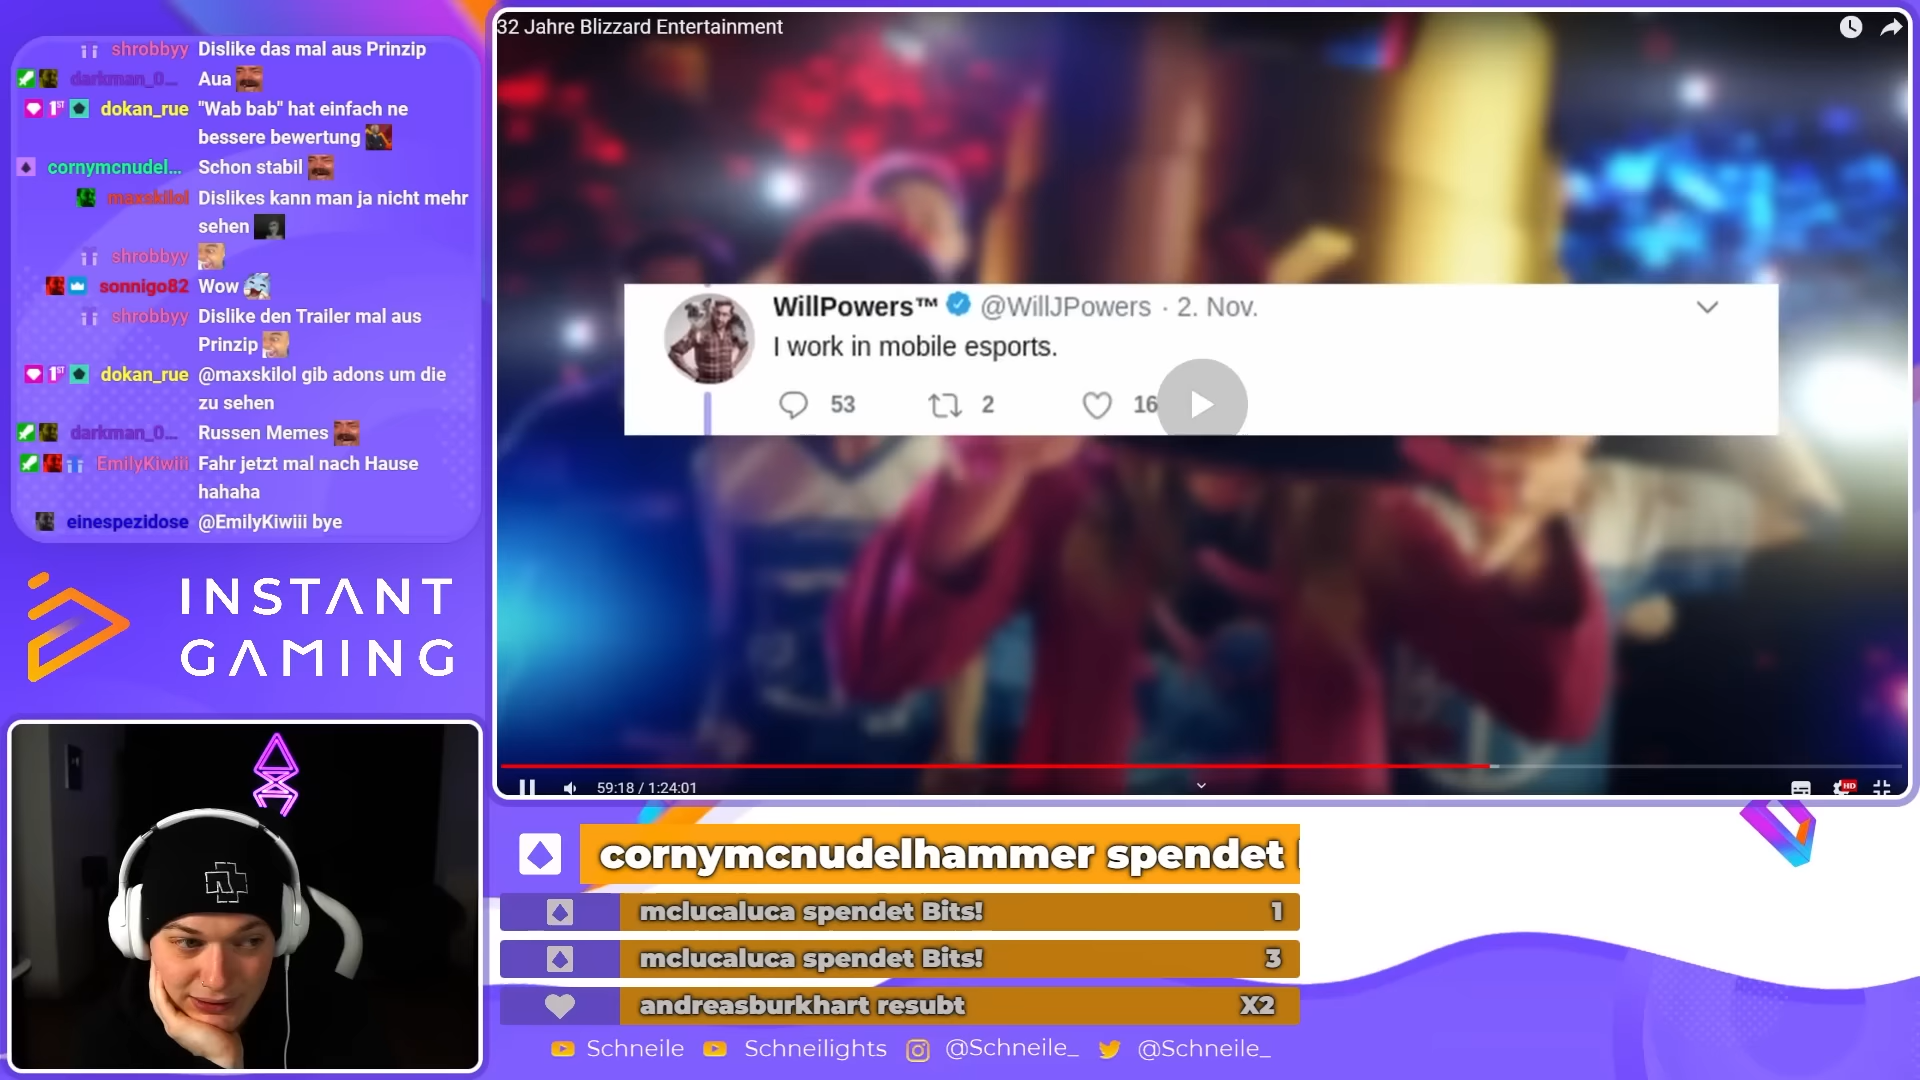 shrobbyy Dislike das mal aus Prinzip
darkman_0... Aua
dokan_rue "Wab bab" hat einfach ne
bessere bewertung
cornymcnudel... Schon stabil
maxskilol Dislikes kann man ja nicht mehr
sehen
shrobbyy
sonnigo82 Wow
shrobbyy Dislike den Trailer mal aus
Prinzip
dokan_rue @maxskilol gib adons um die
zu sehen
darkman_0... Russen Memes
EmilyKiwiii Fahr jetzt mal nach Hause
hahaha
einespezidose @EmilyKiwiii bye
INSTANT
GAMING
32 Jahre Blizzard Entertainment
WillPowers™ @WillJPowers · 2. Nov.
I work in mobile esports.
53 2 16
59:18 / 1:24:01
HD
cornymcnudelhammer spendet
mclucaluca spendet Bits! 1
mclucaluca spendet Bits! 3
andreasburkhart resubt X2
Schneile Schneilights @Schneile_ @Schneile_